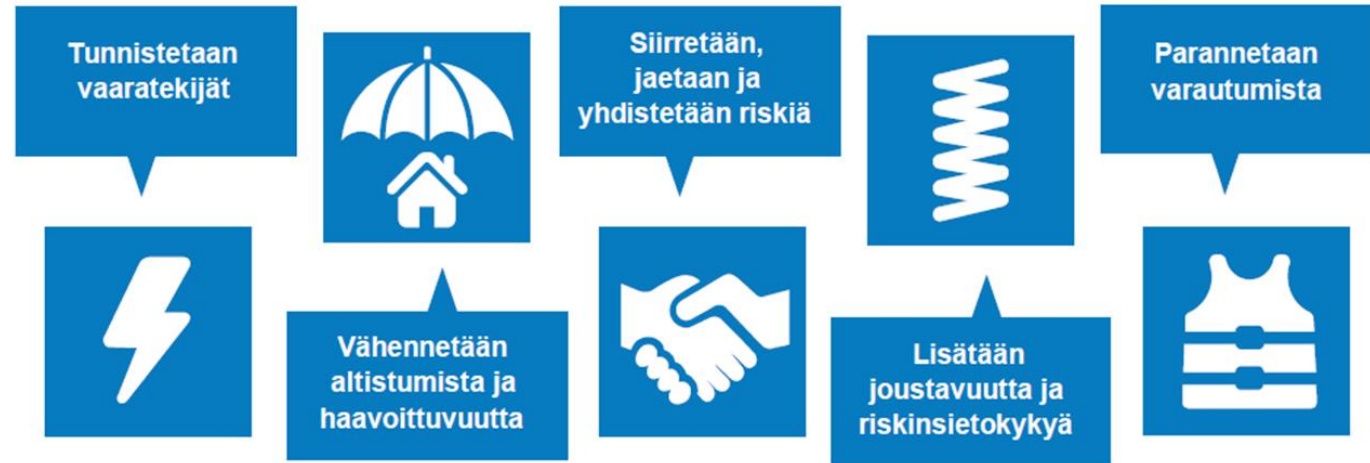 Tunnistetaan
vaaratekijät
Vähennetään
altistumista ja
haavoittuvuutta
Siirretään,
jaetaan ja
yhdistetään riskiä
Lisätään
joustavuutta ja
riskinsietokykyä
Parannetaan
varautumista